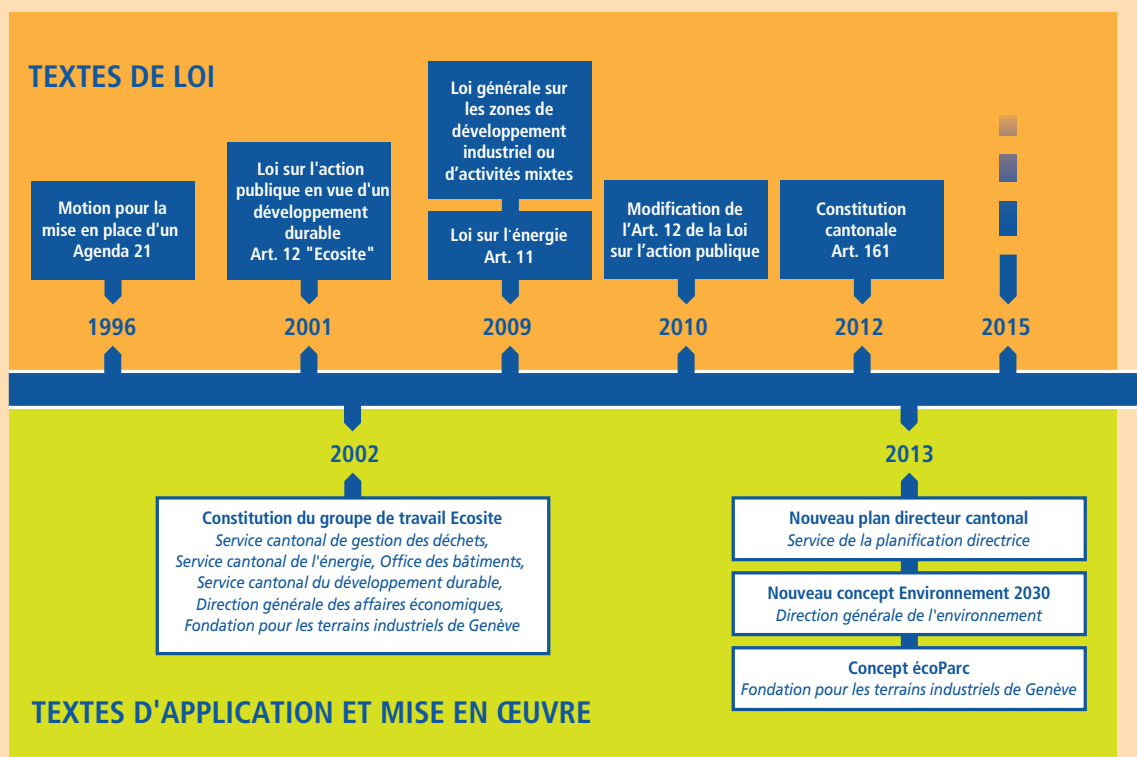 TEXTES DE LOI
Motion pour la
mise en place d'un
Agenda 21
1996
Loi sur l'action
publique en vue d'un
développement
durable
Art. 12 "Ecosite"
2001
Loi générale sur
les zones de
développement
industriel ou
d’activités mixtes
Loi sur l'énergie
Art. 11
2009
Modification de
l’Art. 12 de la Loi
sur l’action publique
2010
Constitution
cantonale
Art. 161
2012
2015
2002
Constitution du groupe de travail Ecosite
Service cantonal de gestion des déchets,
Service cantonal de l'énergie, Office des bâtiments,
Service cantonal du développement durable,
Direction générale des affaires économiques,
Fondation pour les terrains industriels de Genève
2013
Nouveau plan directeur cantonal
Service de la planification directrice
Nouveau concept Environnement 2030
Direction générale de l'environnement
Concept écoParc
Fondation pour les terrains industriels de Genève
TEXTES D'APPLICATION ET MISE EN ŒUVRE